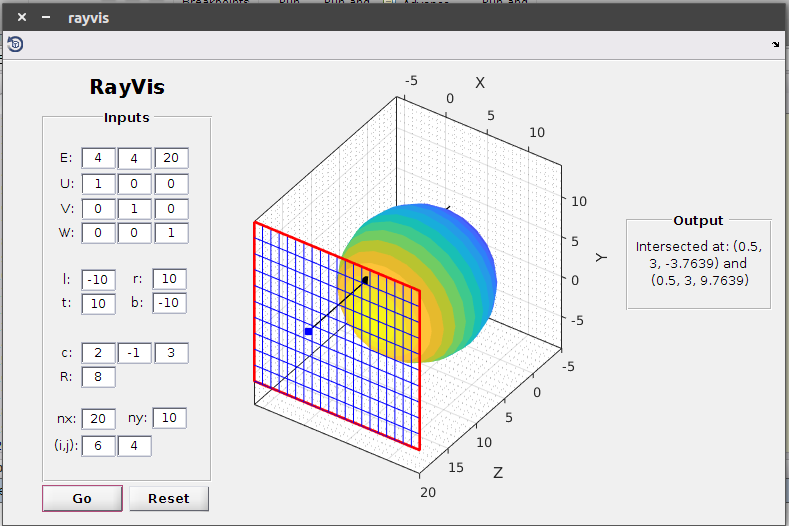 rayvis
RayVis
Inputs
E: 4 4 20
U: 1 0 0
V: 0 1 0
W: 0 0 1
l: -10 r: 10
t: 10 b: -10
c: 2 -1 3
R: 8
nx: 20 ny: 10
(i,j): 6 4
Go Reset
X
-5 0 5 10
10
5
0
-5
Y
-5
0
5
10
15
20
Z
Output
Intersected at: (0.5,
3, -3.7639) and
(0.5, 3, 9.7639)